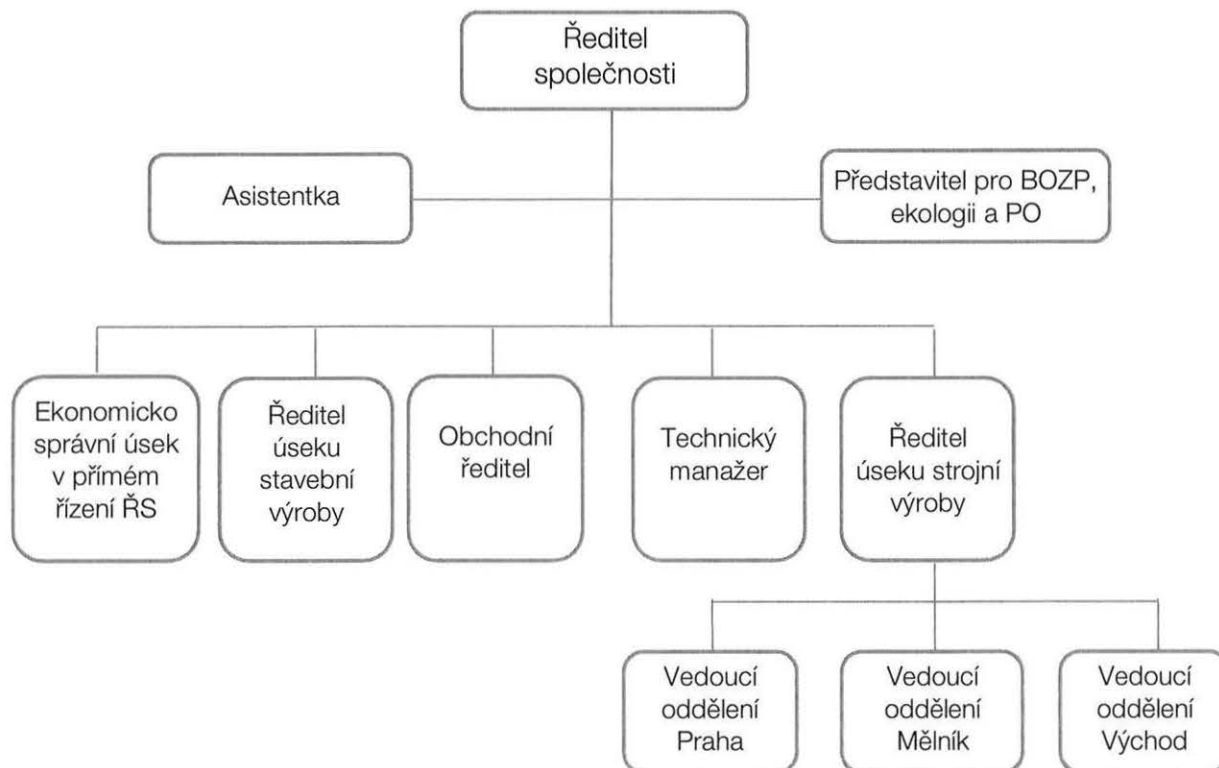 Ředitel
společnosti
Asistentka
Představitel pro BOZP,
ekologii a PO
Ekonomicko
správní úsek
v přímém
řízení ŘS
Ředitel
úseku
stavební
výroby
Obchodní
ředitel
Technický
manažer
Ředitel
úseku strojní
výroby
Vedoucí
oddělení
Praha
Vedoucí
oddělení
Mělník
Vedoucí
oddělení
Východ